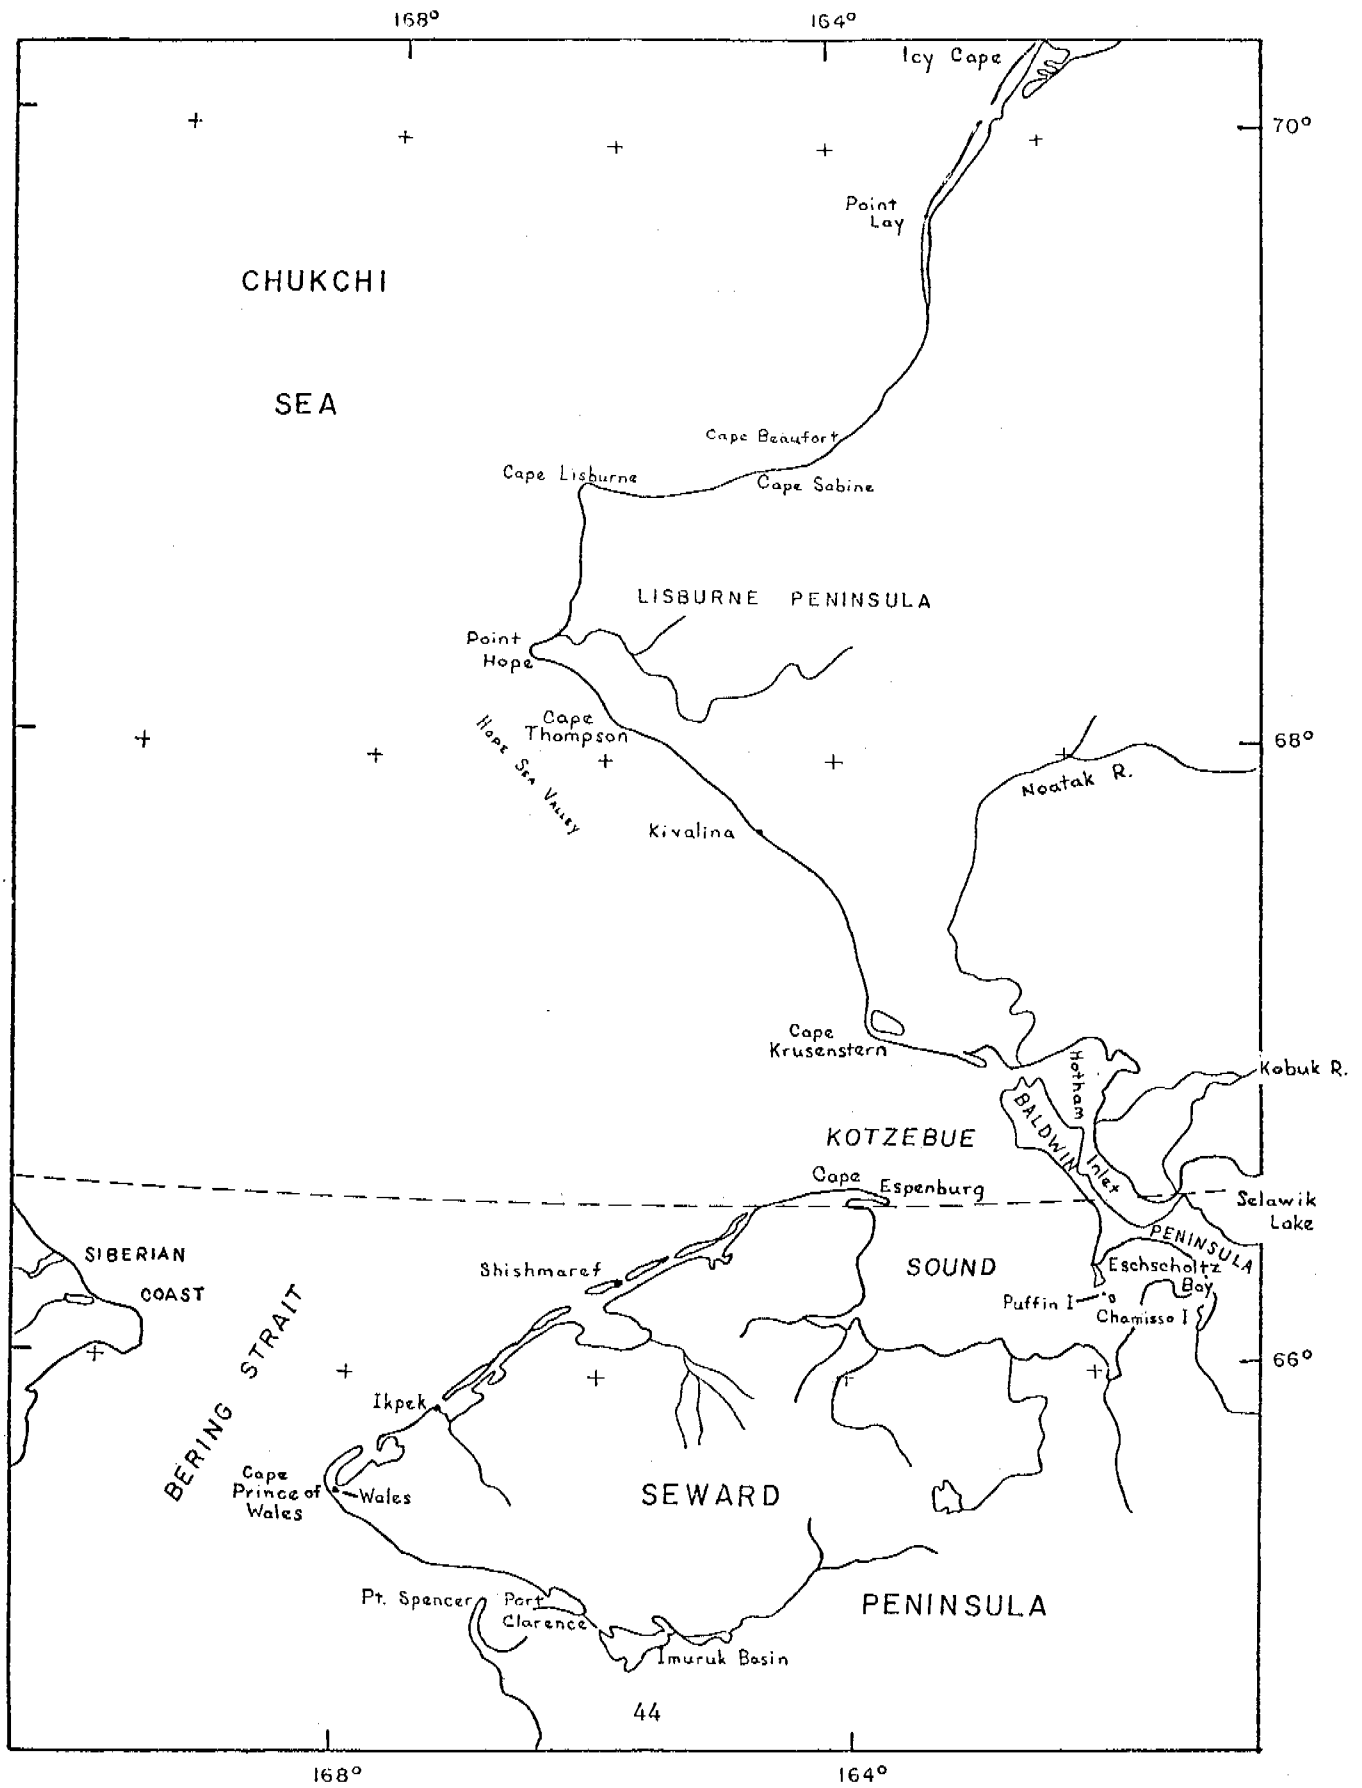 168°
164°
Icy Cape
70°
Point
Lay
CHUKCHI
SEA
Cape Beaufort
Cape Lisburne
Cape Sabine
LISBURNE PENINSULA
Point
Hope
Cape
Thompson
HOPE SEA VALLEY
68°
Noatak R.
Kivalina
Cape
Krusenstern
Hotham
Inlet
Kobuk R.
BALDWIN
PENINSULA
KOTZEBUE
SOUND
Cape
Espenburg
Selawik
Lake
SIBERIAN
COAST
Shishmaref
Eschscholtz
Bay
Puffin I
Chamisso I
BERING STRAIT
66°
Ikpek
Cape
Prince of
Wales
Wales
SEWARD
PENINSULA
Pt. Spencer
Port
Clarence
Imuruk Basin
44
168°
164°